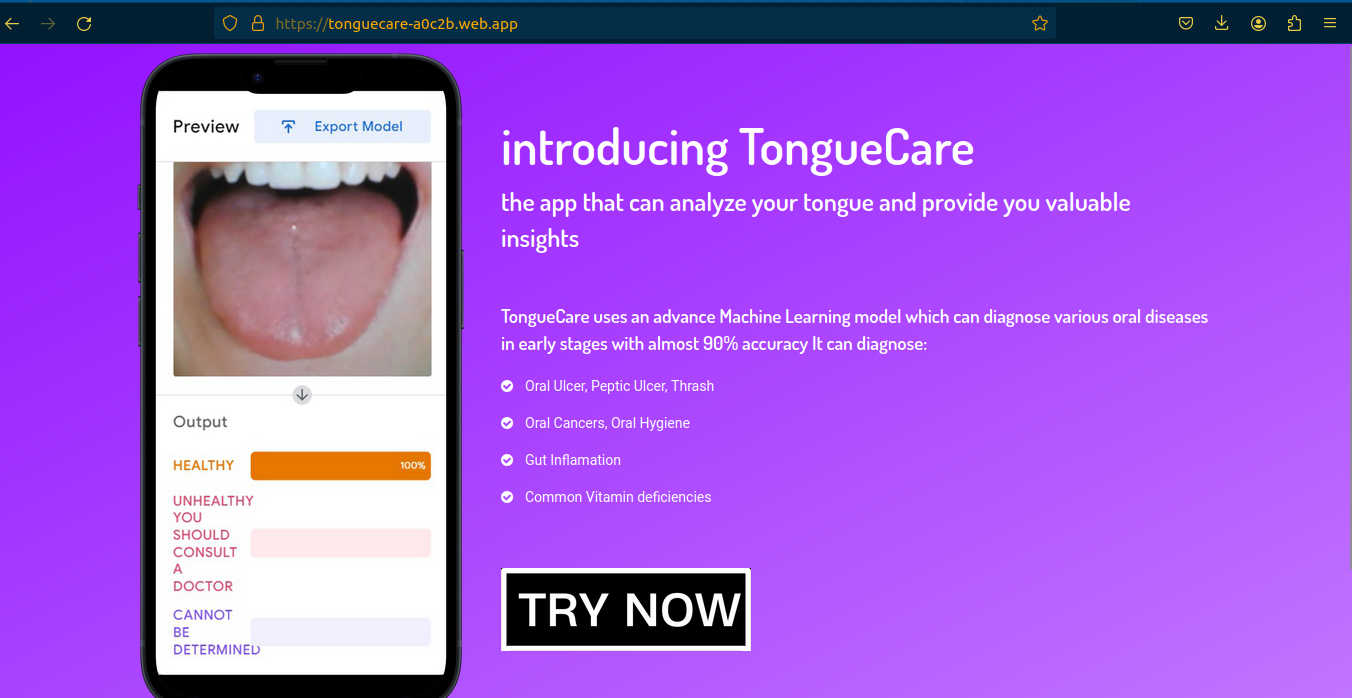 https://tonguecare-a0c2b.web.app
Preview
Export Model
Output
HEALTHY
100%
UNHEALTHY
YOU
SHOULD
CONSULT
A
DOCTOR
CANNOT
BE
DETERMINED
introducing TongueCare
the app that can analyze your tongue and provide you valuable
insights
TongueCare uses an advance Machine Learning model which can diagnose various oral diseases
in early stages with almost 90% accuracy It can diagnose:
Oral Ulcer, Peptic Ulcer, Thrash
Oral Cancers, Oral Hygiene
Gut Inflamation
Common Vitamin deficiencies
TRY NOW